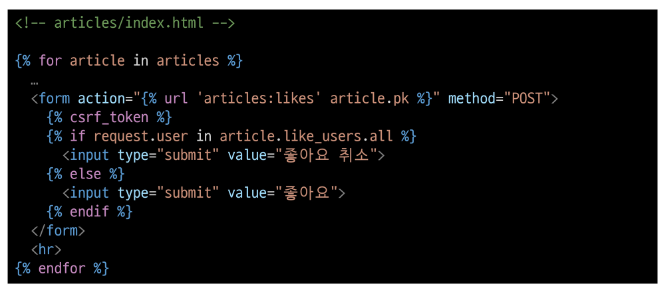 <!-- articles/index.html -->
{% for article in articles %}
…
<form action="{% url 'articles:likes' article.pk %}" method="POST">
{% csrf_token %}
{% if request.user in article.like_users.all %}
<input type="submit" value="좋아요 취소">
{% else %}
<input type="submit" value="좋아요">
{% endif %}
</form>
<hr>
{% endfor %}